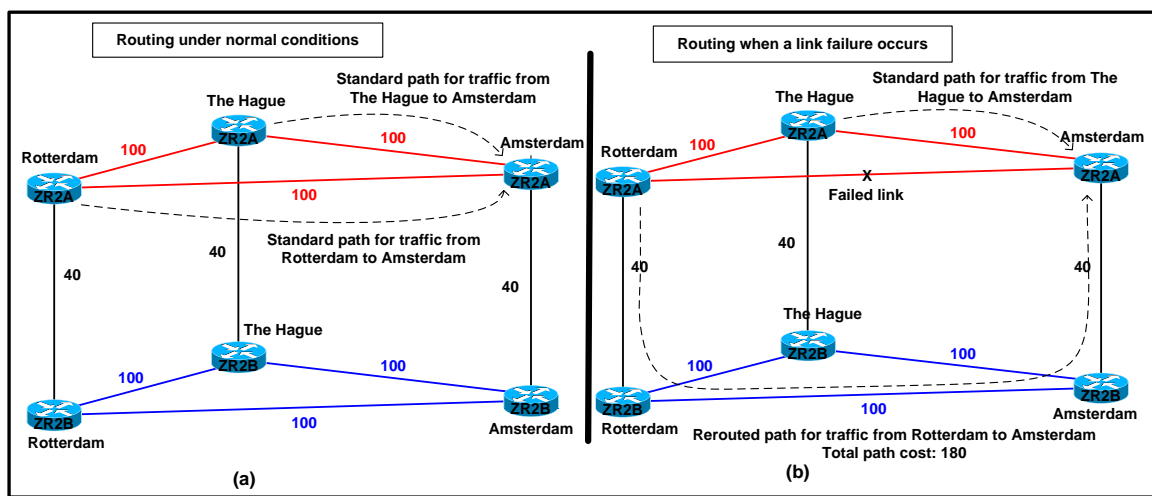 Routing under normal conditions
Standard path for traffic from
The Hague to Amsterdam
The Hague
ZR2A
100
100
Rotterdam
Amsterdam
ZR2A
ZR2A
100
Standard path for traffic from
Rotterdam to Amsterdam
40
40
40
The Hague
ZR2B
100
100
ZR2B
ZR2B
100
Rotterdam
Amsterdam
(a)
Routing when a link failure occurs
Standard path for traffic from The
Hague to Amsterdam
The Hague
ZR2A
100
100
Rotterdam
Amsterdam
ZR2A
ZR2A
X
Failed link
40
40
40
The Hague
ZR2B
100
100
ZR2B
ZR2B
100
Rotterdam
Amsterdam
Rerouted path for traffic from Rotterdam to Amsterdam
Total path cost: 180
(b)